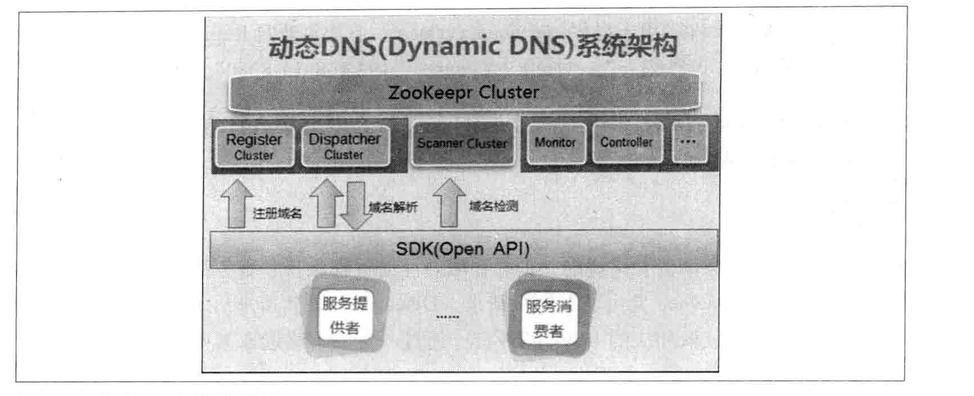 动态DNS(Dynamic DNS)系统架构
ZooKeepr Cluster
Register
Cluster
Dispatcher
Cluster
Scanner Cluster
Monitor
Controller
...
注册域名
域名解析
域名检测
SDK(Open API)
服务提
供者
......
服务消
费者